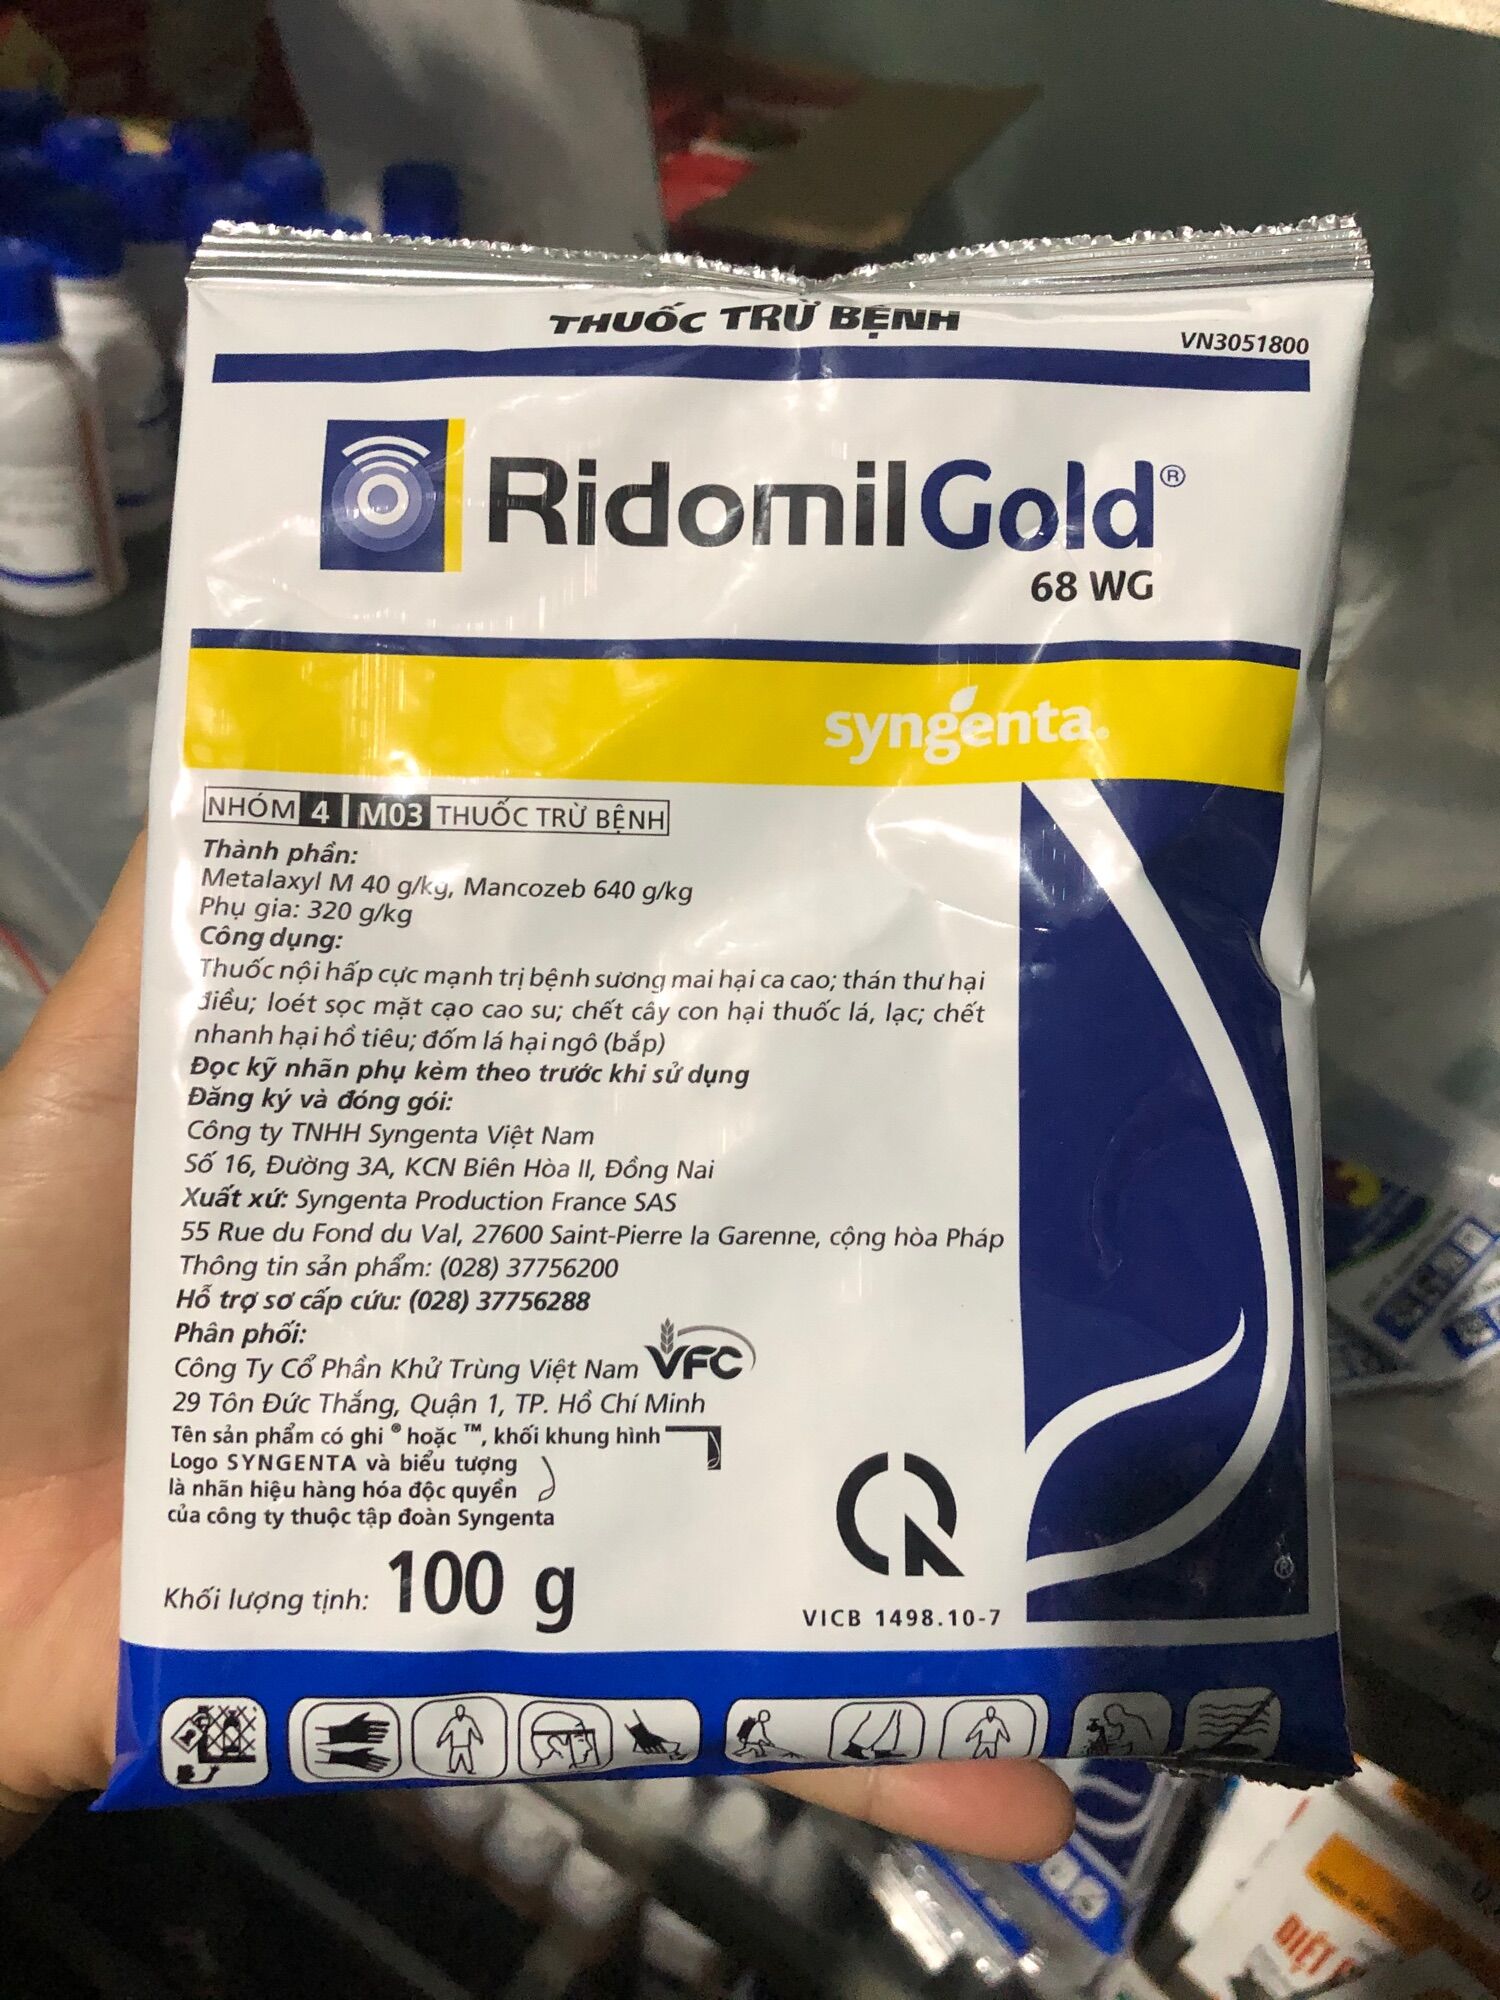 THUỐC TRỪ BỆNH
VN3051800
RidomilGold®
68 WG
syngenta.
NHÓM 4 | M03 THUỐC TRỪ BỆNH
Thành phần:
Metalaxyl M 40 g/kg, Mancozeb 640 g/kg
Phụ gia: 320 g/kg
Công dụng:
Thuốc nội hấp cực mạnh trị bệnh sương mai hại ca cao; thán thư hại
điều; loét sọc mặt cạo cao su; chết cây con hại thuốc lá, lạc; chết
nhanh hại hồ tiêu; đốm lá hại ngô (bắp)
Đọc kỹ nhãn phụ kèm theo trước khi sử dụng
Đăng ký và đóng gói:
Công ty TNHH Syngenta Việt Nam
Số 16, Đường 3A, KCN Biên Hòa II, Đồng Nai
Xuất xứ: Syngenta Production France SAS
55 Rue du Fond du Val, 27600 Saint-Pierre la Garenne, cộng hòa Pháp
Thông tin sản phẩm: (028) 37756200
Hỗ trợ sơ cấp cứu: (028) 37756288
Phân phối:
Công Ty Cổ Phần Khử Trùng Việt Nam VFC
29 Tôn Đức Thắng, Quận 1, TP. Hồ Chí Minh
Tên sản phẩm có ghi ® hoặc ™, khối khung hình
Logo SYNGENTA và biểu tượng
là nhãn hiệu hàng hóa độc quyền
của công ty thuộc tập đoàn Syngenta
Khối lượng tịnh: 100 g
VICB 1498.10-7
®
DIỆT